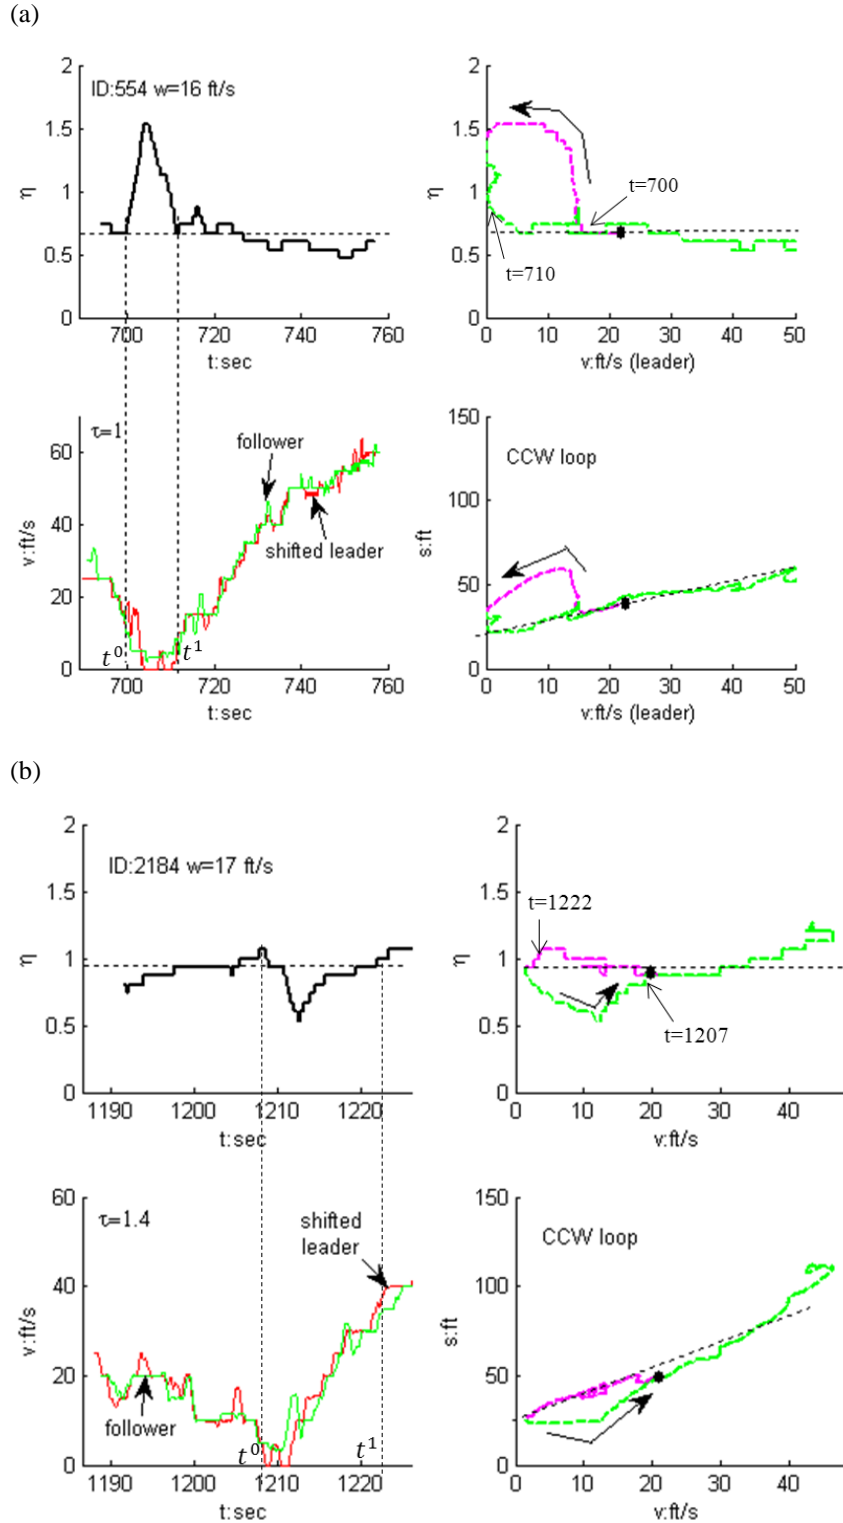 (a)
2
1.5
1
0.5
0
η
ID:554 w=16 ft/s
700
720
740
760
t:sec
2
1.5
1
0.5
0
η
t=700
t=710
0
10
20
30
40
50
v:ft/s (leader)
60
40
20
0
v:ft/s
τ=1
follower
shifted leader
t⁰
t¹
700
720
740
760
t:sec
150
100
50
0
s:ft
CCW loop
0
10
20
30
40
50
v:ft/s (leader)
(b)
2
1.5
1
0.5
0
η
ID:2184 w=17 ft/s
1190
1200
1210
1220
t:sec
2
1.5
1
0.5
0
η
t=1222
t=1207
0
10
20
30
40
v:ft/s
60
40
20
0
v:ft/s
τ=1.4
shifted
leader
follower
t⁰
t¹
1190
1200
1210
1220
t:sec
150
100
50
0
s:ft
CCW loop
0
10
20
30
40
v:ft/s